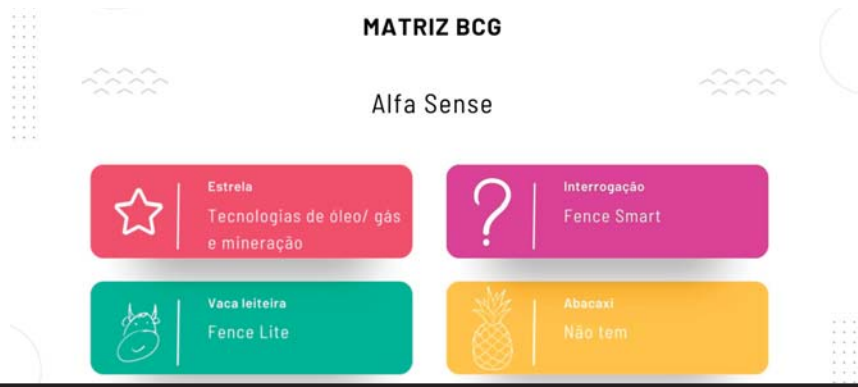 MATRIZ BCG
Alfa Sense
Estrela
Tecnologias de óleo/ gás
e mineração
Interrogação
Fence Smart
Vaca leiteira
Fence Lite
Abacaxi
Não tem